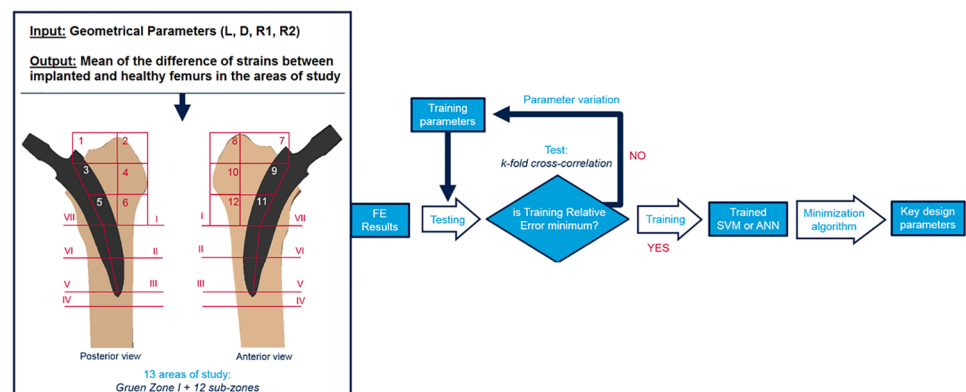 Input: Geometrical Parameters (L, D, R1, R2)
Output: Mean of the difference of strains between
implanted and healthy femurs in the areas of study
1 2
3 4
5 6
VII I
VI II
V III
IV
Posterior view
8 7
10 9
12 11
I VII
II VI
III V
IV
Anterior view
13 areas of study:
Gruen Zone I + 12 sub-zones
FE
Results
Testing
Training
parameters
Parameter variation
Test:
k-fold cross-correlation
NO
is Training Relative
Error minimum?
YES
Training
Trained
SVM or ANN
Minimization
algorithm
Key design
parameters